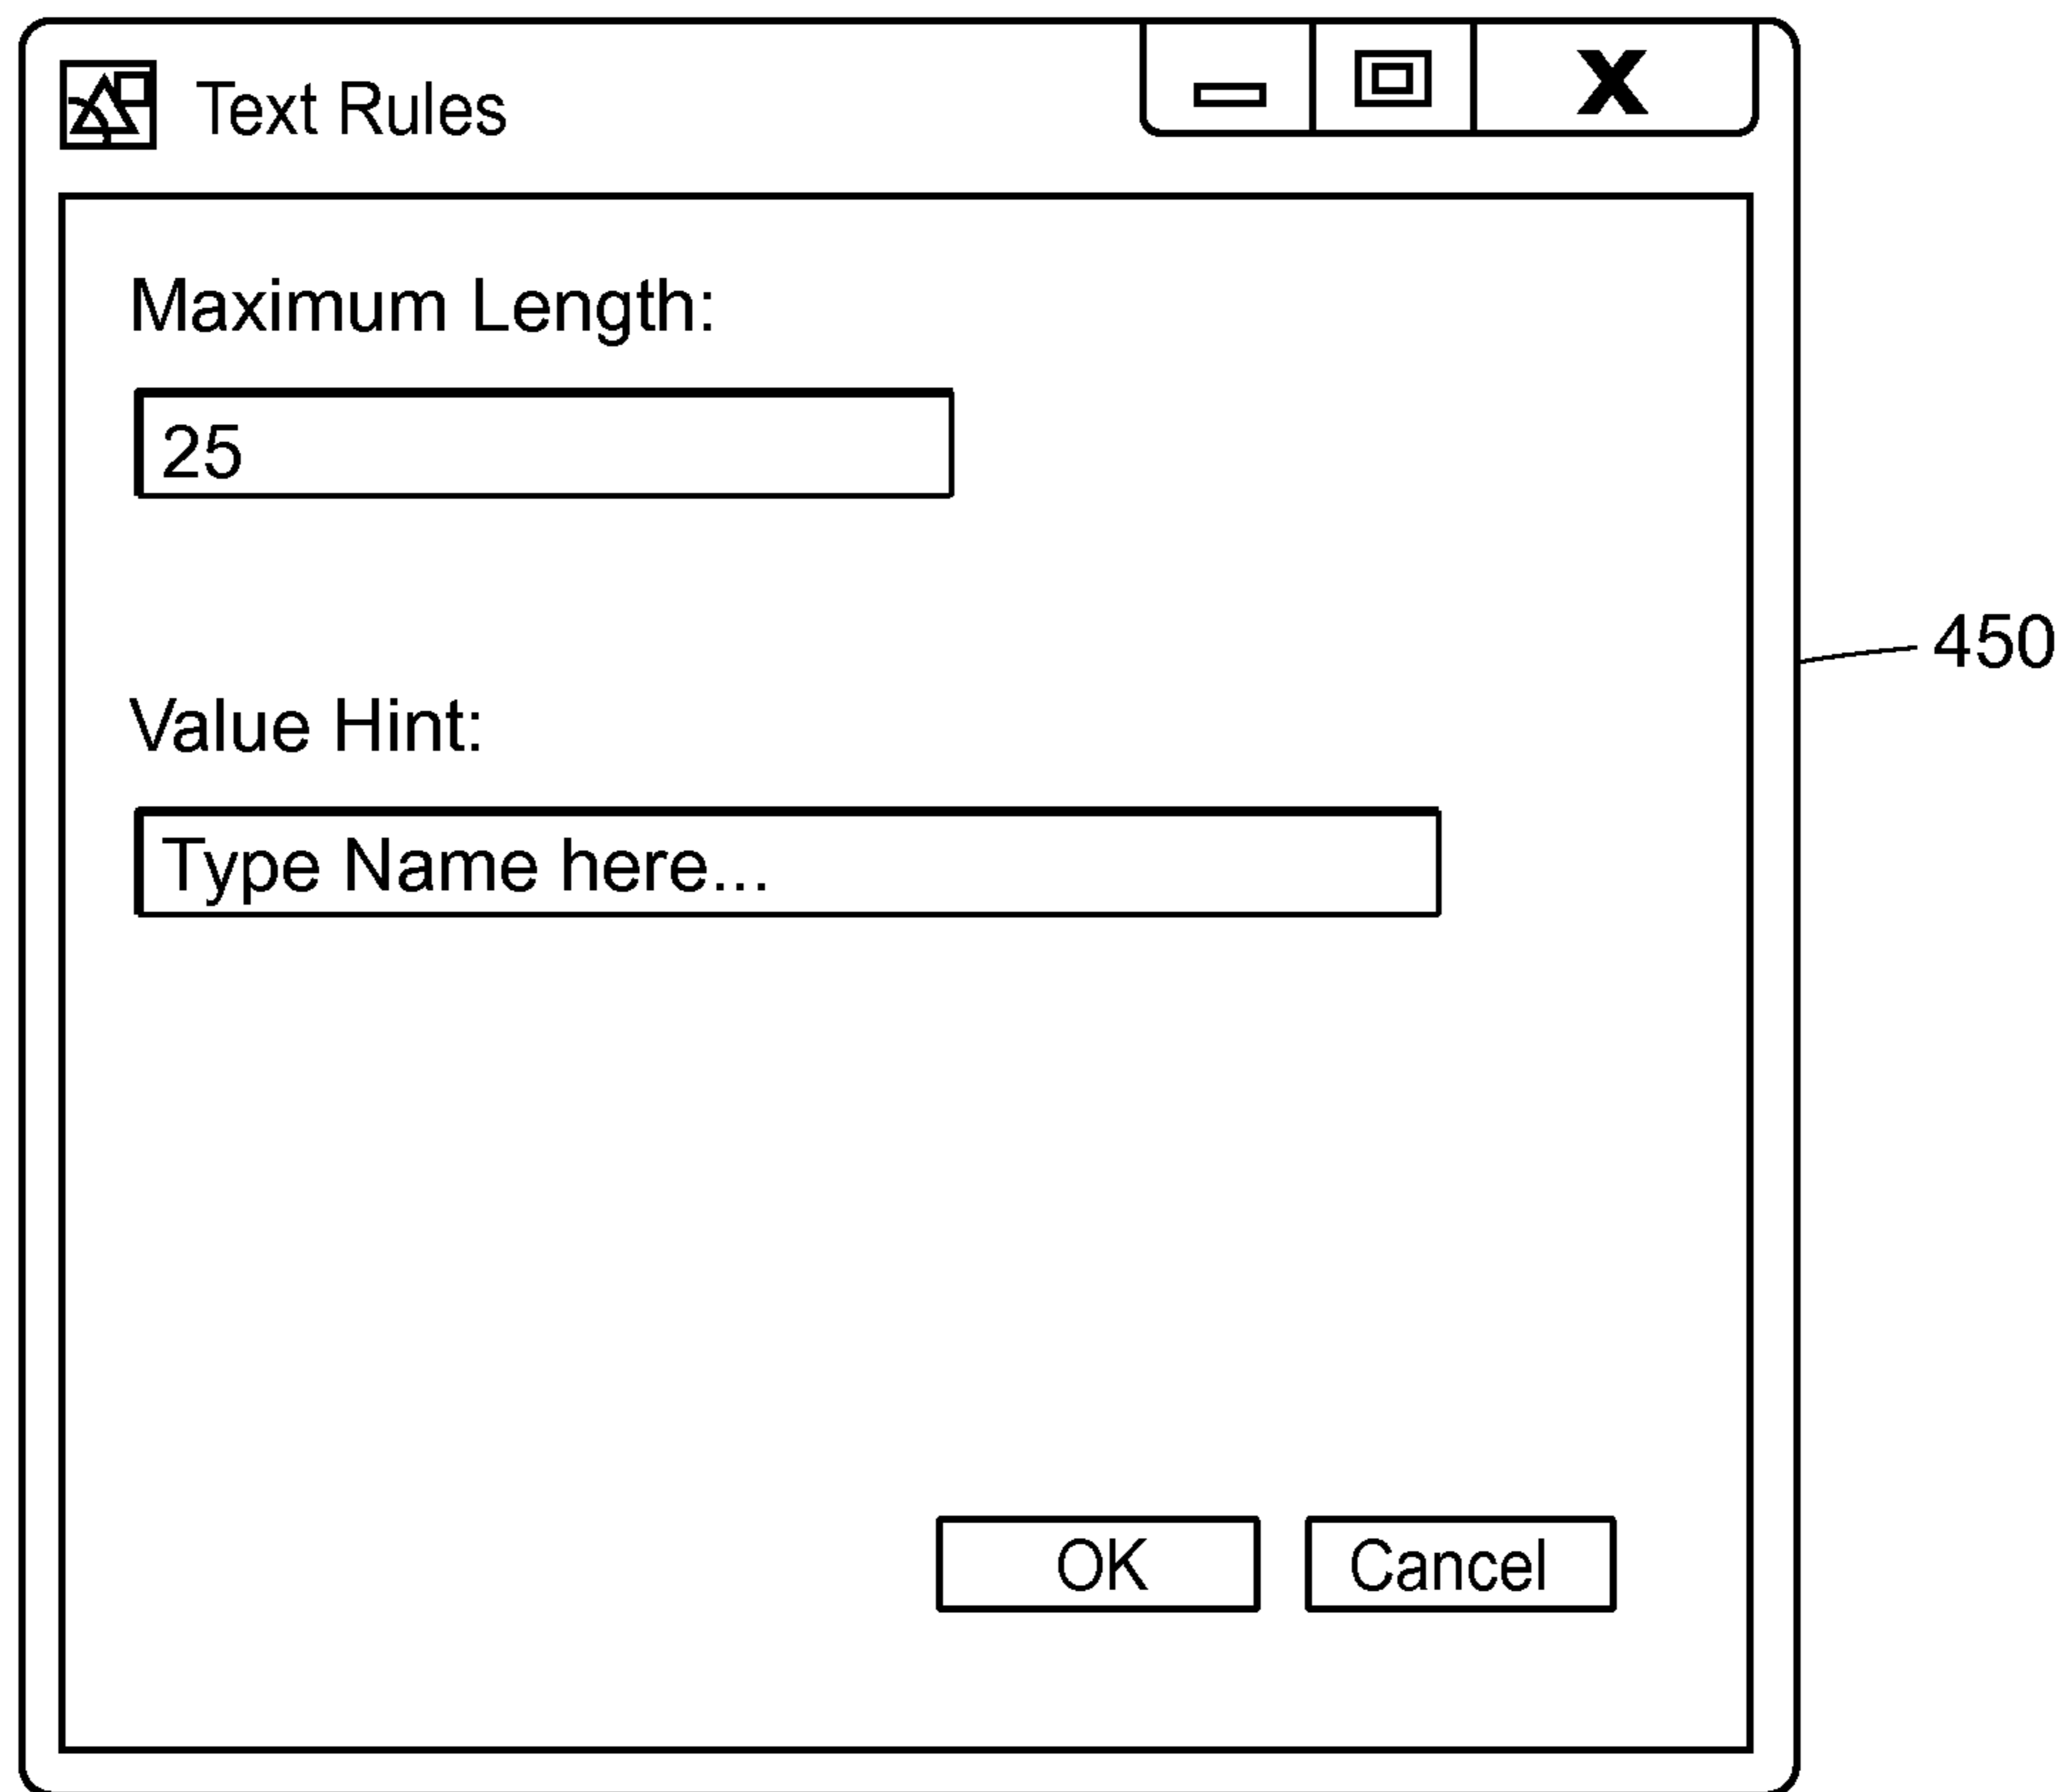 Text Rules
X
Maximum Length:
25
450
Value Hint:
Type Name here...
OK
Cancel